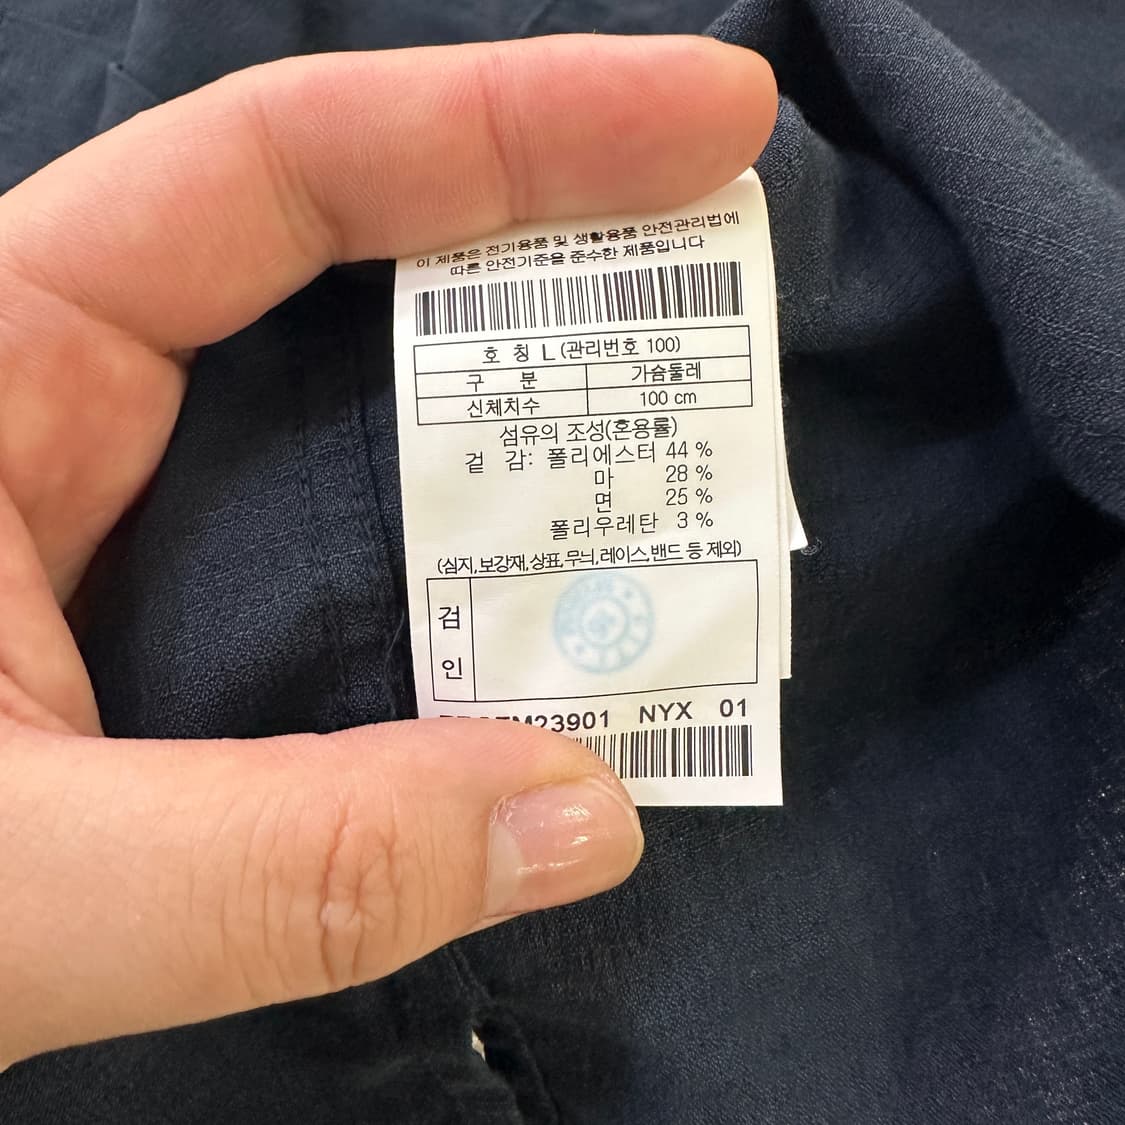 이 제품은 전기용품 및 생활용품 안전관리법에
따른 안전기준을 준수한 제품입니다
호 칭 L (관리번호 100)
구 분 가슴둘레
신체치수 100 cm
섬유의 조성(혼용률)
겉 감: 폴리에스터 44 %
마 28 %
면 25 %
폴리우레탄 3 %
(심지,보강재,상표,무늬,레이스,밴드 등 제외)
검
인
NYX 01